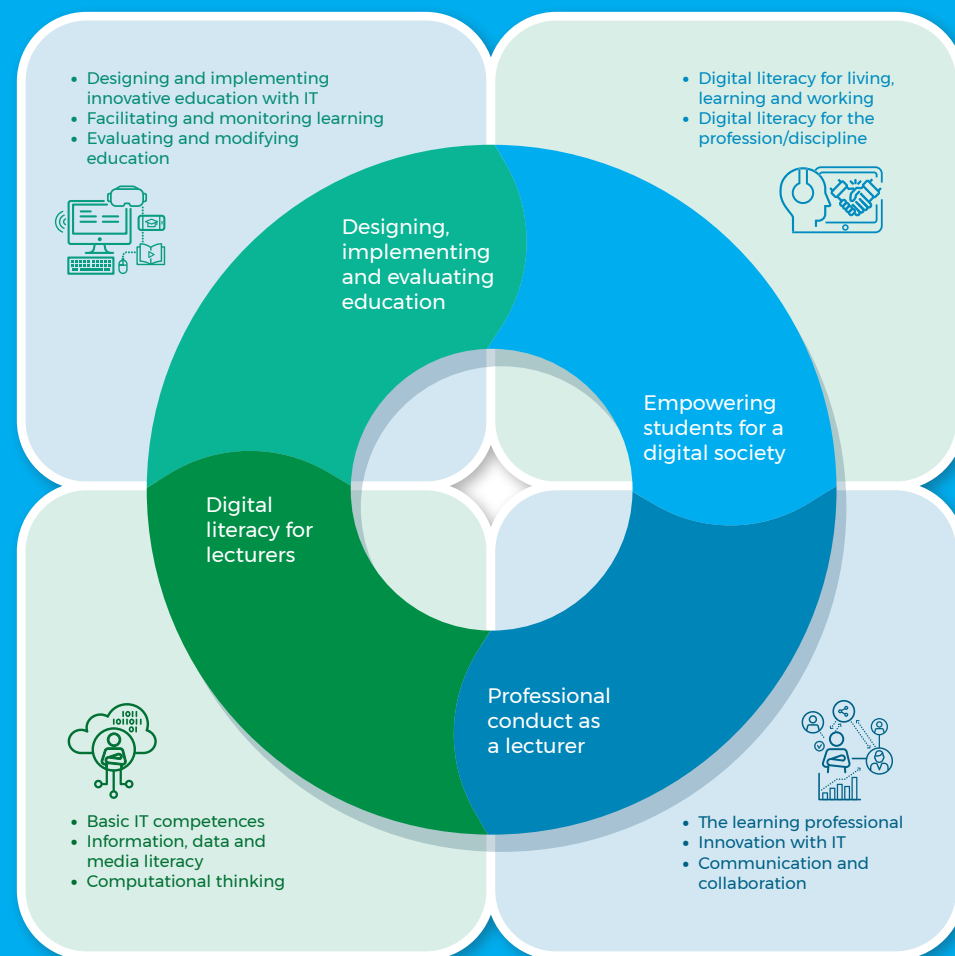 • Designing and implementing
innovative education with IT
• Facilitating and monitoring learning
• Evaluating and modifying
education
• Digital literacy for living,
learning and working
• Digital literacy for the
profession/discipline
Designing,
implementing
and evaluating
education
Empowering
students for a
digital society
Digital
literacy for
lecturers
Professional
conduct as
a lecturer
1011
1011011
01
• Basic IT competences
• Information, data and
media literacy
• Computational thinking
• The learning professional
• Innovation with IT
• Communication and
collaboration